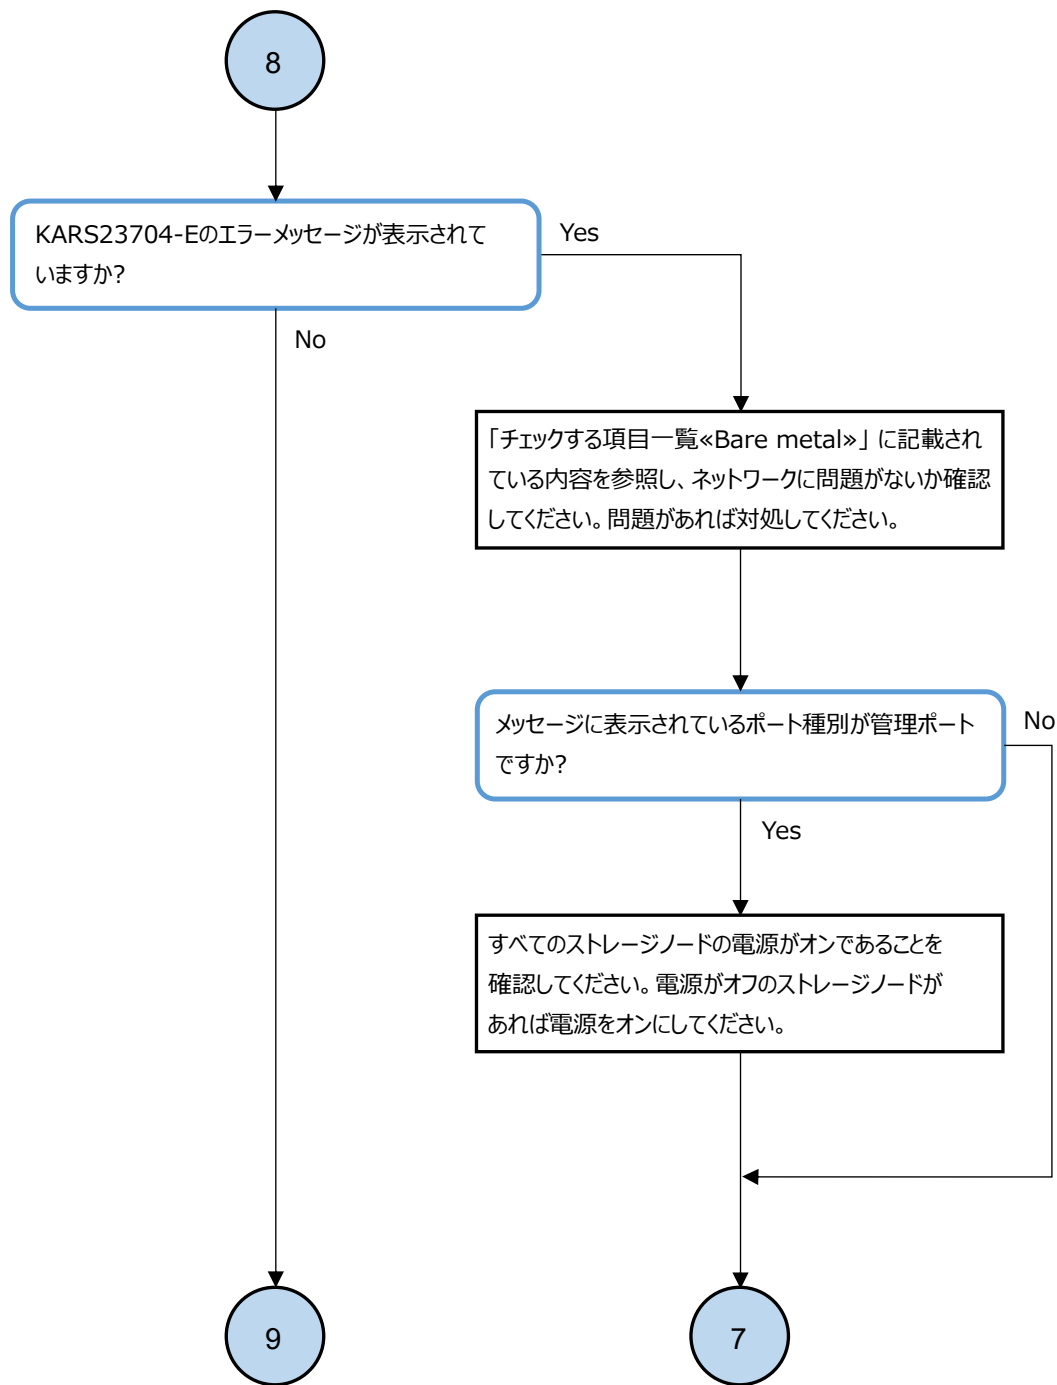 8
KARS23704-Eのエラーメッセージが表示されて
いますか?
Yes
No
「チェックする項目一覧«Bare metal»」に記載され
ている内容を参照し、ネットワークに問題がないか確認
してください。問題があれば対処してください。
メッセージに表示されているポート種別が管理ポート
ですか?
No
Yes
すべてのストレージノードの電源がオンであることを
確認してください。電源がオフのストレージノードが
あれば電源をオンにしてください。
9
7